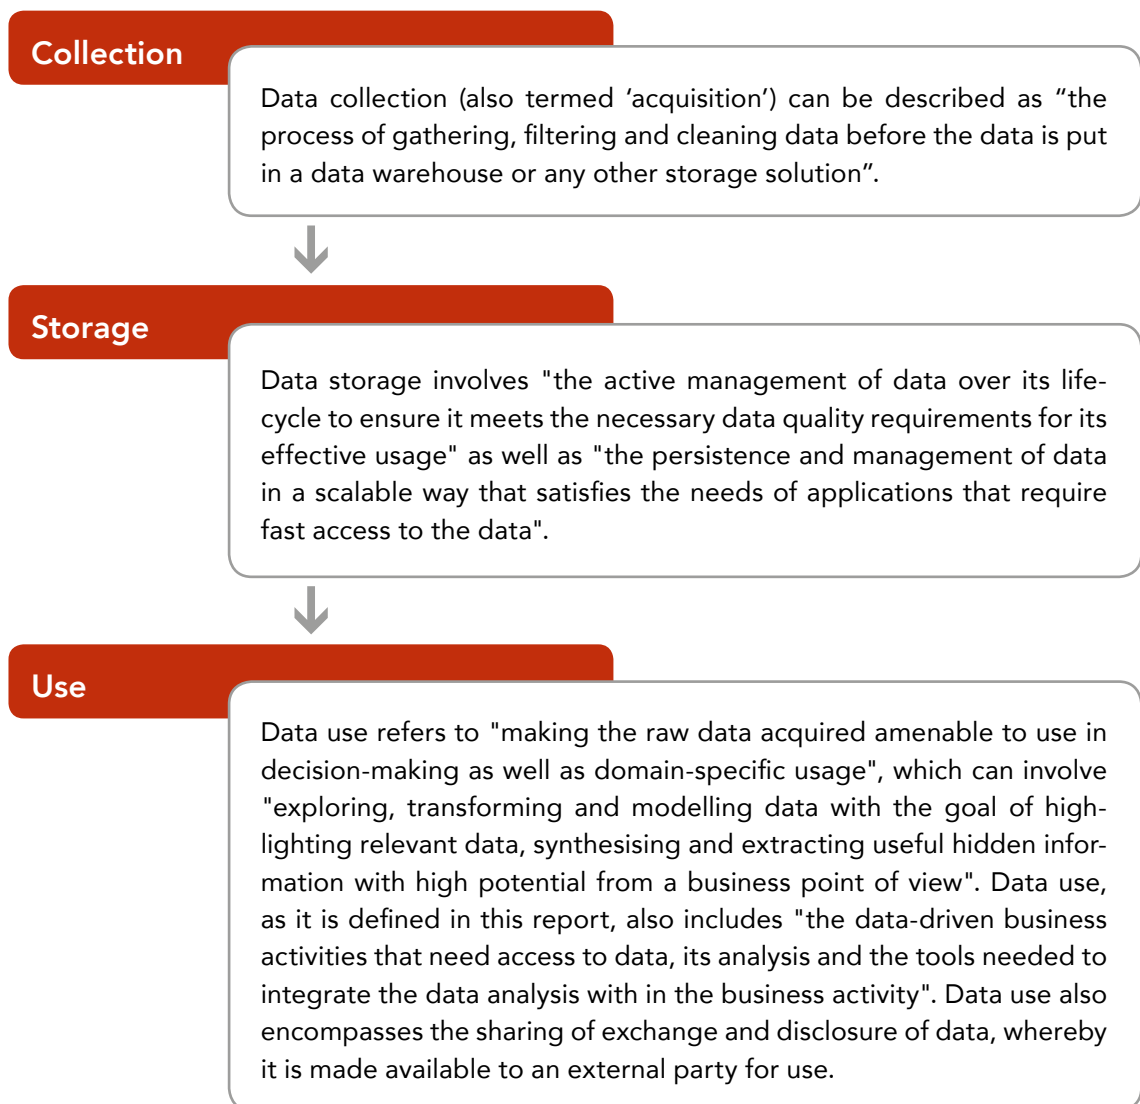 Collection
Data collection (also termed ‘acquisition’) can be described as “the
process of gathering, filtering and cleaning data before the data is put
in a data warehouse or any other storage solution”.
Storage
Data storage involves "the active management of data over its life-
cycle to ensure it meets the necessary data quality requirements for its
effective usage" as well as "the persistence and management of data
in a scalable way that satisfies the needs of applications that require
fast access to the data".
Use
Data use refers to "making the raw data acquired amenable to use in
decision-making as well as domain-specific usage", which can involve
"exploring, transforming and modelling data with the goal of high-
lighting relevant data, synthesising and extracting useful hidden infor-
mation with high potential from a business point of view". Data use,
as it is defined in this report, also includes "the data-driven business
activities that need access to data, its analysis and the tools needed to
integrate the data analysis with in the business activity". Data use also
encompasses the sharing of exchange and disclosure of data, whereby
it is made available to an external party for use.